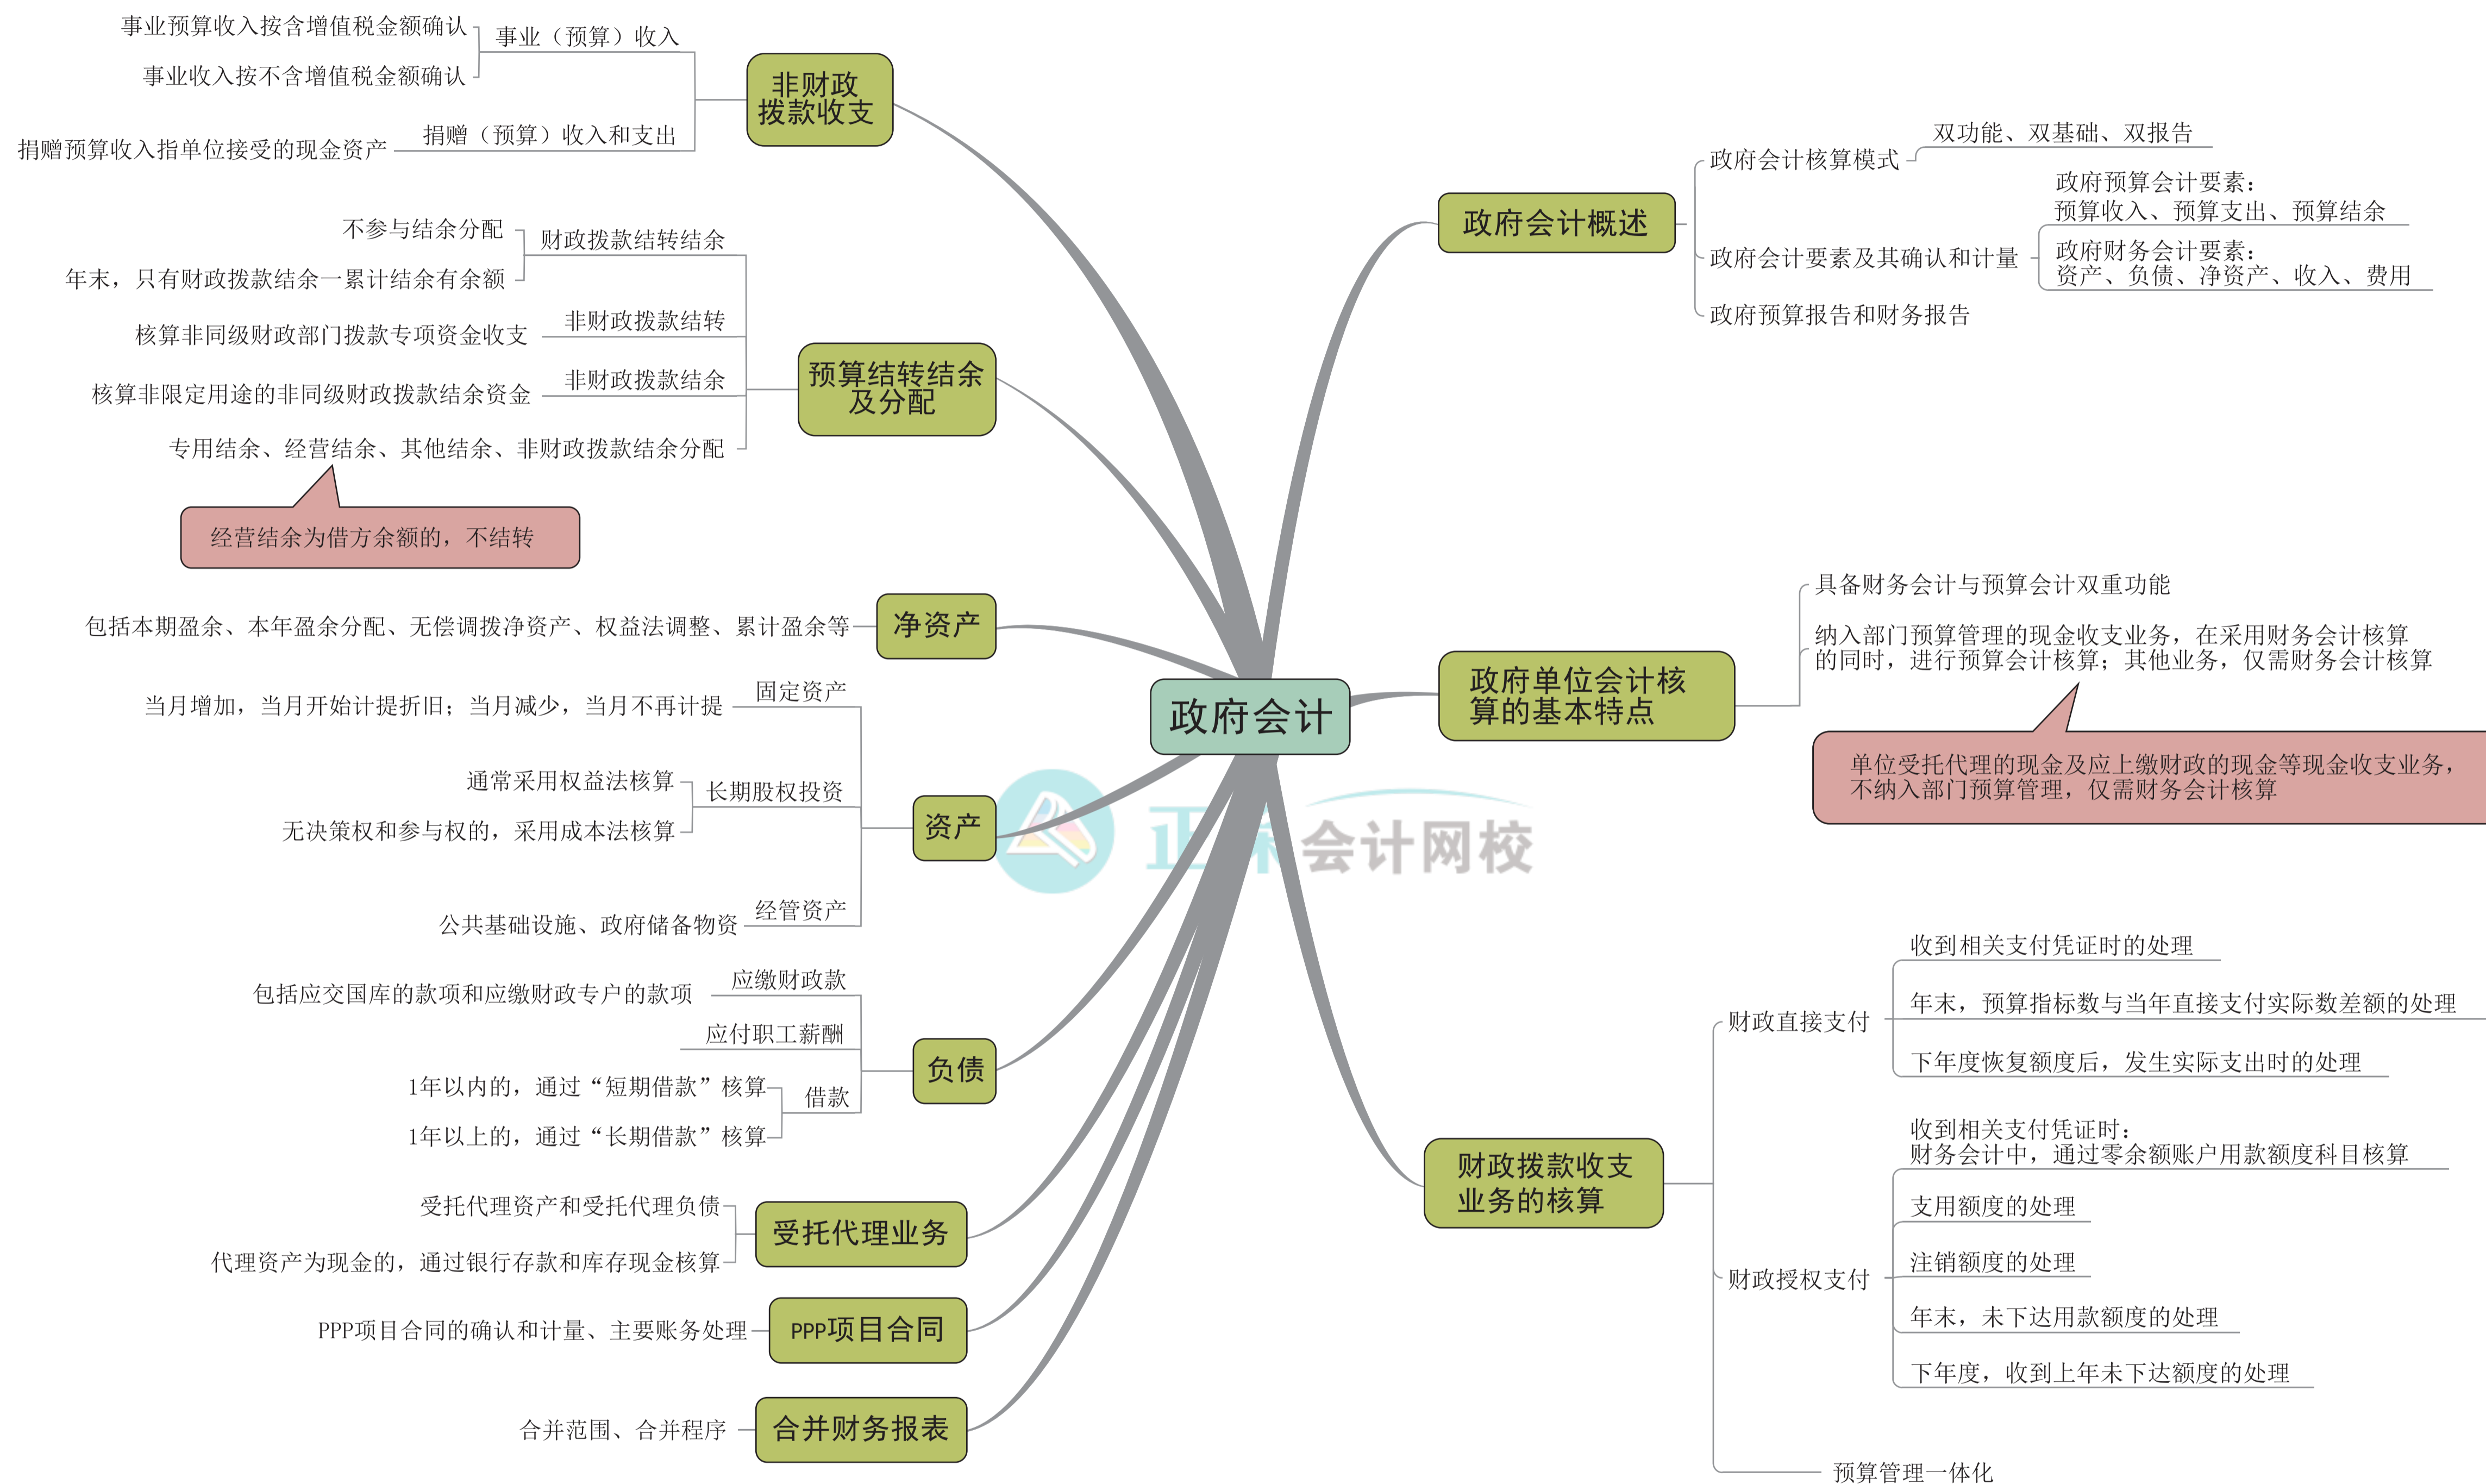 政府会计
政府会计概述
政府会计核算模式
双功能、双基础、双报告
政府会计要素及其确认和计量
政府预算会计要素：
预算收入、预算支出、预算结余
政府财务会计要素：
资产、负债、净资产、收入、费用
政府预算报告和财务报告
政府单位会计核
算的基本特点
具备财务会计与预算会计双重功能
纳入部门预算管理的现金收支业务，在采用财务会计核算
的同时，进行预算会计核算；其他业务，仅需财务会计核算
单位受托代理的现金及应上缴财政的现金等现金收支业务，
不纳入部门预算管理，仅需财务会计核算
财政拨款收支
业务的核算
财政直接支付
收到相关支付凭证时的处理
年末，预算指标数与当年直接支付实际数差额的处理
下年度恢复额度后，发生实际支出时的处理
财政授权支付
收到相关支付凭证时：
财务会计中，通过零余额账户用款额度科目核算
支用额度的处理
注销额度的处理
年末，未下达用款额度的处理
下年度，收到上年未下达额度的处理
预算管理一体化
非财政
拨款收支
事业（预算）收入
事业预算收入按含增值税金额确认
事业收入按不含增值税金额确认
捐赠（预算）收入和支出
捐赠预算收入指单位接受的现金资产
预算结转结余
及分配
财政拨款结转结余
不参与结余分配
年末，只有财政拨款结余—累计结余有余额
非财政拨款结转
核算非同级财政部门拨款专项资金收支
非财政拨款结余
核算非限定用途的非同级财政拨款结余资金
专用结余、经营结余、其他结余、非财政拨款结余分配
经营结余为借方余额的，不结转
净资产
包括本期盈余、本年盈余分配、无偿调拨净资产、权益法调整、累计盈余等
资产
固定资产
当月增加，当月开始计提折旧；当月减少，当月不再计提
长期股权投资
通常采用权益法核算
无决策权和参与权的，采用成本法核算
经管资产
公共基础设施、政府储备物资
负债
应缴财政款
包括应交国库的款项和应缴财政专户的款项
应付职工薪酬
借款
1年以内的，通过“短期借款”核算
1年以上的，通过“长期借款”核算
受托代理业务
受托代理资产和受托代理负债
代理资产为现金的，通过银行存款和库存现金核算
PPP项目合同
PPP项目合同的确认和计量、主要账务处理
合并财务报表
合并范围、合并程序
正 会计网校